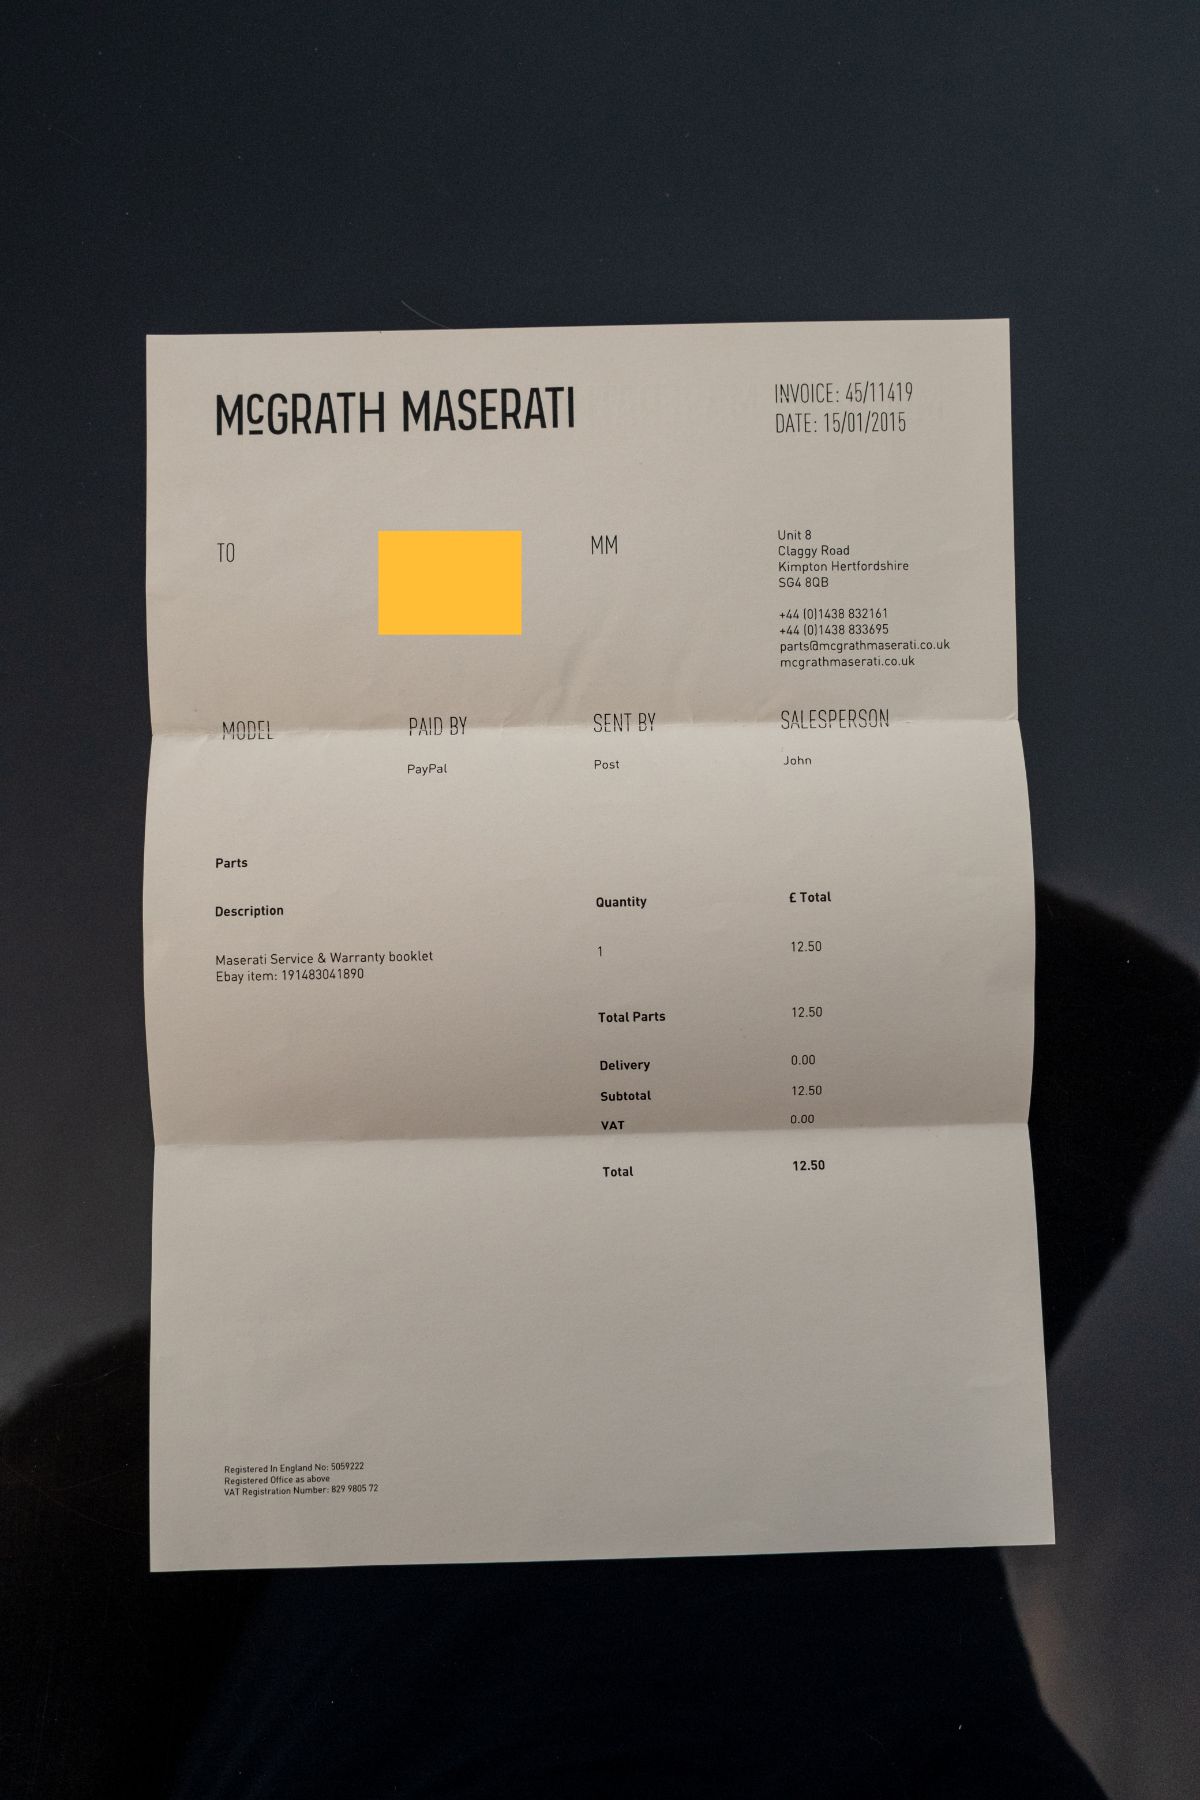 McGRATH MASERATI
INVOICE: 45/11419
DATE: 15/01/2015
TO
MM
Unit 8
Claggy Road
Kimpton Hertfordshire
SG4 8QB
+44 (0)1438 832161
+44 (0)1438 833695
parts@mcgrathmaserati.co.uk
mcgrathmaserati.co.uk
MODEL PAID BY SENT BY SALESPERSON
PayPal Post John
Parts
Description Quantity £ Total
Maserati Service & Warranty booklet 1 12.50
Ebay item: 191483041890
Total Parts 12.50
Delivery 0.00
Subtotal 12.50
VAT 0.00
Total 12.50
Registered In England No: 5059222
Registered Office as above
VAT Registration Number: 829 9805 72